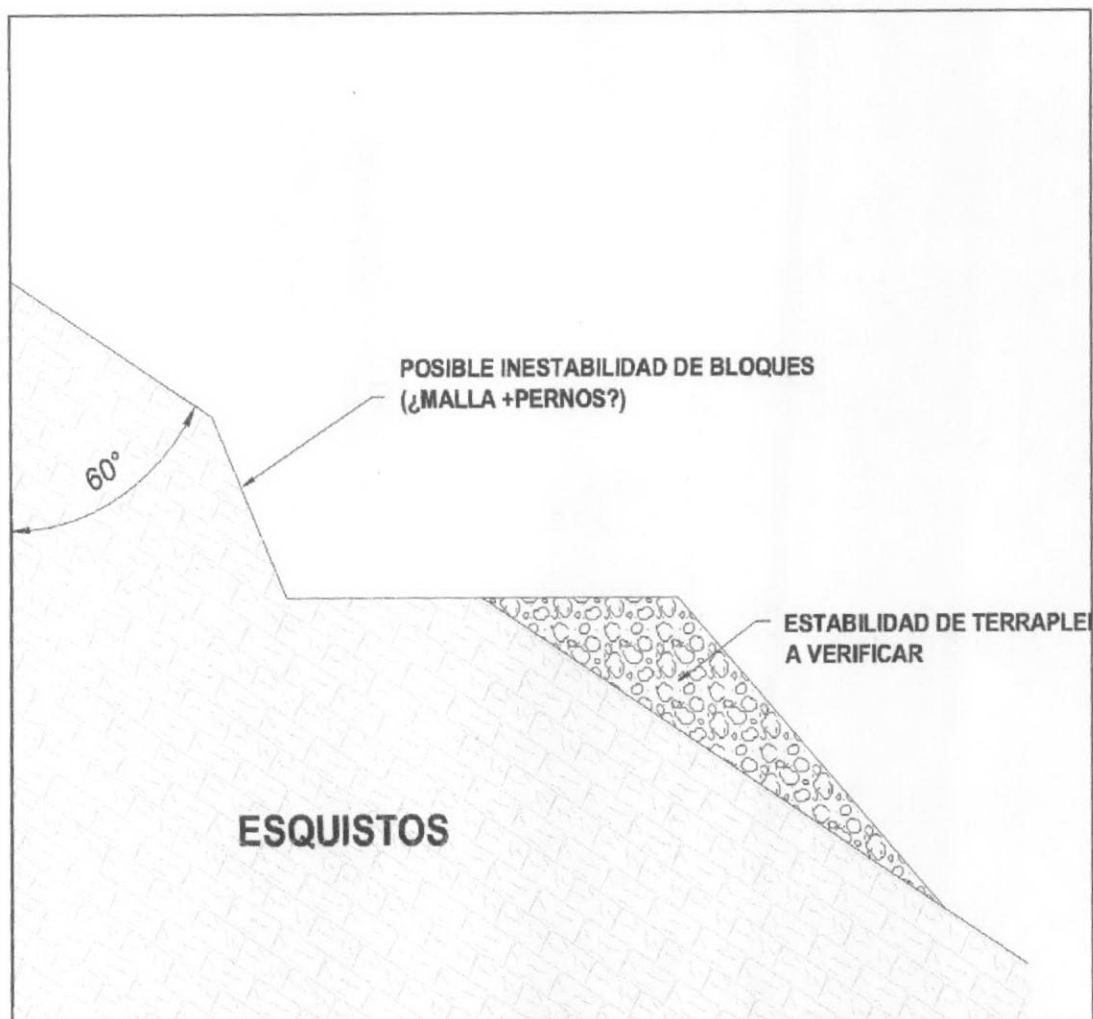 POSIBLE INESTABILIDAD DE BLOQUES
(¿MALLA +PERNOS?)
60°
ESTABILIDAD DE TERRAPLE
A VERIFICAR
ESQUISTOS